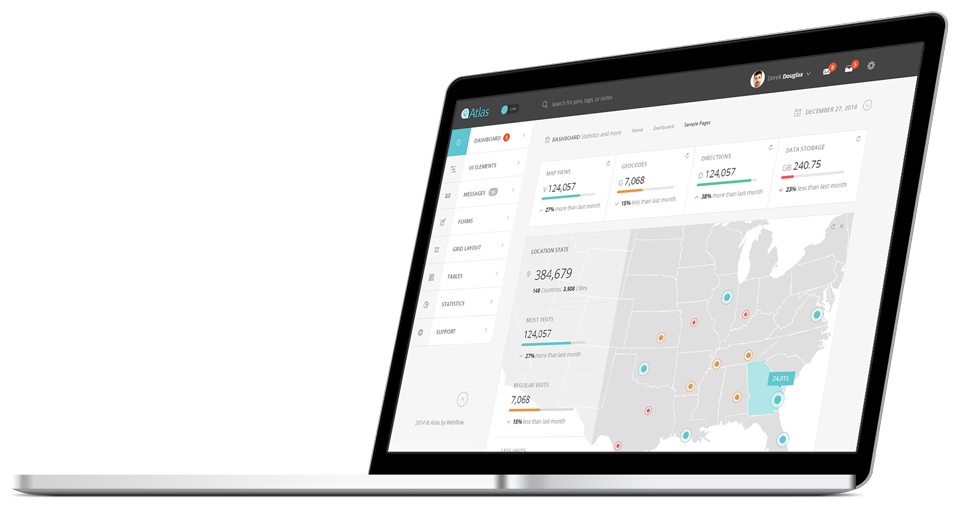 Atlas
Search for pins, tags, or notes
Derek Douglas
6
5
DASHBOARD 5
UI ELEMENTS
MESSAGES
FORMS
GRID LAYOUT
TABLES
STATISTICS
SUPPORT
2014 © Atlas by Webflow
DASHBOARD Statistics and more
Home
Dashboard
Sample Pages
DECEMBER 27, 2014
MAP VIEWS
V 124,057
27% more than last month
GEOCODES
G 7,068
15% less than last month
DIRECTIONS
D 124,057
38% more than last month
DATA STORAGE
GB 240.75
23% less than last month
LOCATION STATS
384,679
148 Countries, 3,508 Cities
MOST VISITS
124,057
27% more than last month
REGULAR VISITS
7,068
15% less than last month
LESS VISITS
24,015